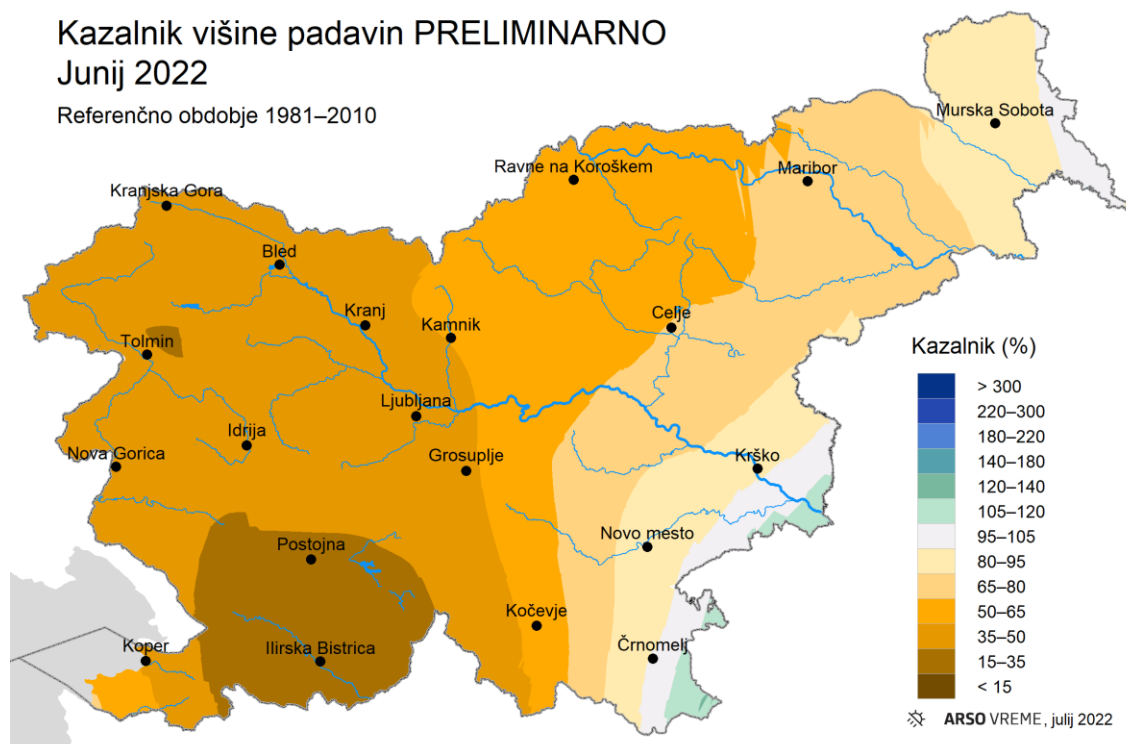 Kazalnik višine padavin PRELIMINARNO
Junij 2022
Referenčno obdobje 1981–2010
Murska Sobota
Ravne na Koroškem
Maribor
Kranjska Gora
Bled
Kranj
Kamnik
Celje
Tolmin
Ljubljana
Idrija
Nova Gorica
Grosuplje
Krško
Postojna
Novo mesto
Kočevje
Koper
Ilirska Bistrica
Črnomelj
Kazalnik (%)
> 300
220–300
180–220
140–180
120–140
105–120
95–105
80–95
65–80
50–65
35–50
15–35
< 15
ARSO VREME, julij 2022